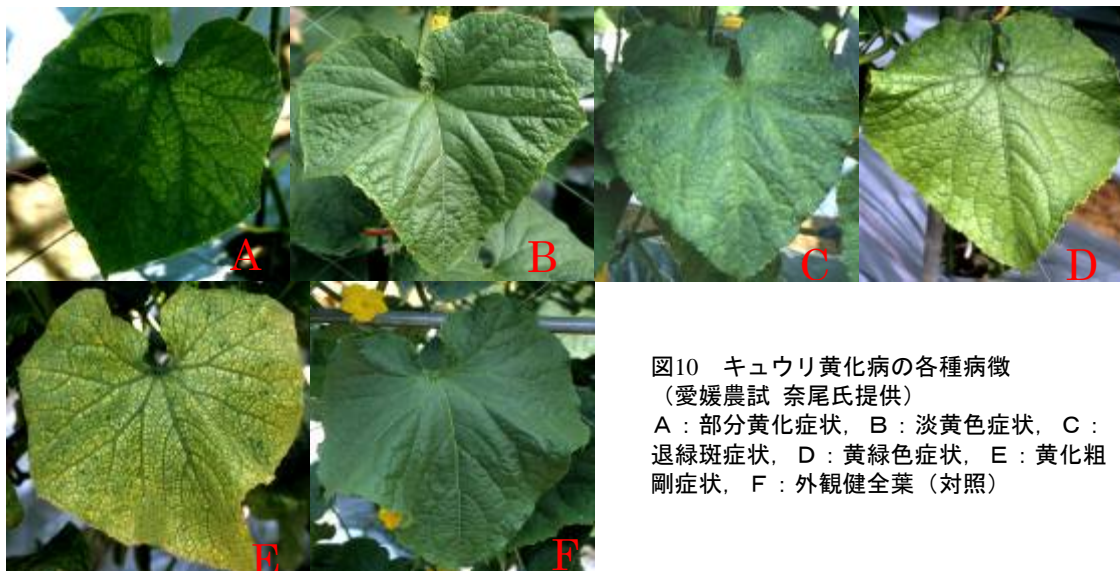 A
B
C
D
E
F
図10　キュウリ黄化病の各種病徴
（愛媛農試 奈尾氏提供）
Ａ：部分黄化症状，Ｂ：淡黄色症状，Ｃ：
退緑斑症状，Ｄ：黄緑色症状，Ｅ：黄化粗
剛症状，Ｆ：外観健全葉（対照）